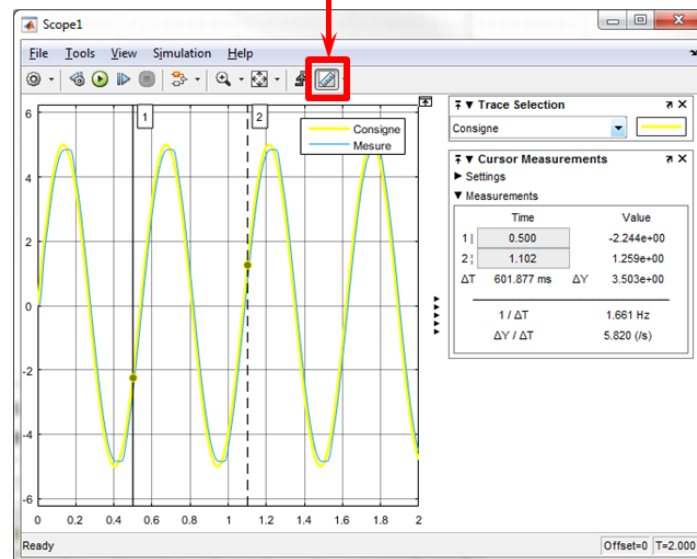 Scope1
File Tools View Simulation Help
1
2
Consigne
Mesure
6
4
2
0
-2
-4
-6
0 0.2 0.4 0.6 0.8 1 1.2 1.4 1.6 1.8 2
Trace Selection
Consigne
Cursor Measurements
Settings
Measurements
Time Value
1 0.500 -2.244e+00
2 1.102 1.259e+00
ΔT 601.877 ms ΔY 3.503e+00
1 / ΔT 1.661 Hz
ΔY / ΔT 5.820 (/s)
Ready Offset=0 T=2.000